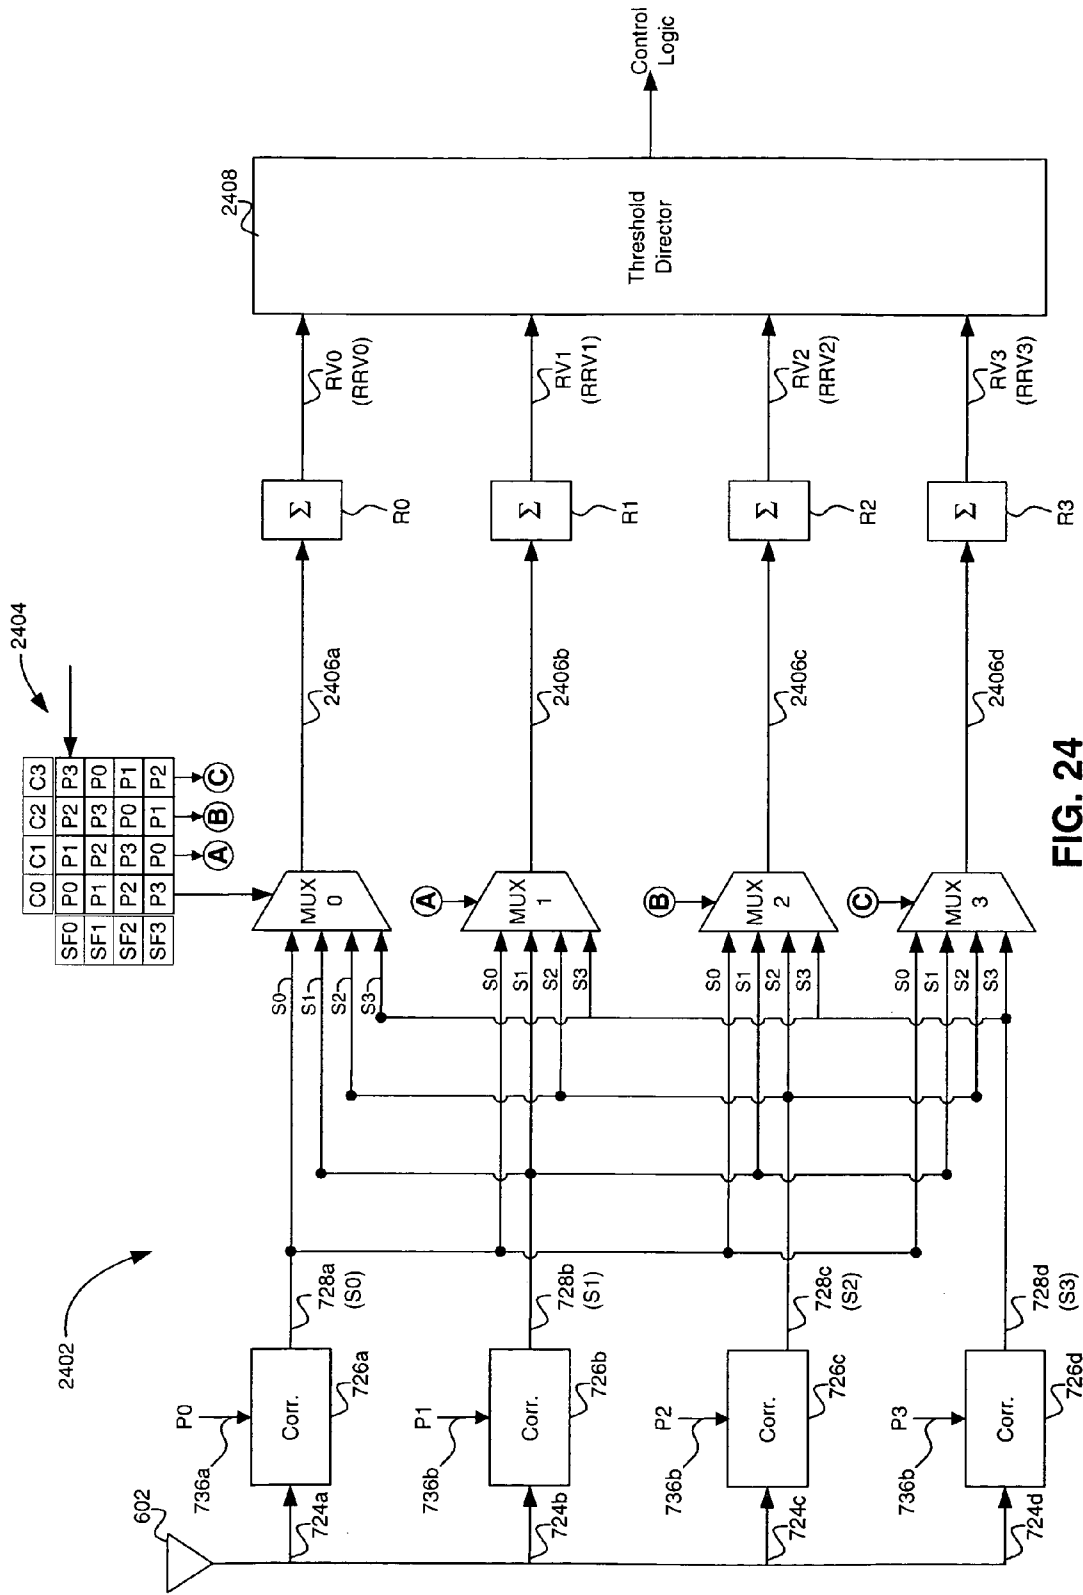 602
2402
2404
C0 C1 C2 C3
SF0 P0 P1 P2 P3
SF1 P1 P2 P3 P0
SF2 P2 P3 P0 P1
SF3 P3 P0 P1 P2
A B C
724a
736a
P0
Corr.
726a
728a
(S0)
S0
S1
S2
S3
MUX
0
2406a
Σ
R0
RV0
(RRV0)
724b
736b
P1
Corr.
726b
728b
(S1)
S0
S1
S2
S3
A
MUX
1
2406b
Σ
R1
RV1
(RRV1)
724c
736b
P2
Corr.
726c
728c
(S2)
S0
S1
S2
S3
B
MUX
2
2406c
Σ
R2
RV2
(RRV2)
724d
736b
P3
Corr.
726d
728d
(S3)
S0
S1
S2
S3
C
MUX
3
2406d
Σ
R3
RV3
(RRV3)
2408
Threshold
Director
Control
Logic
FIG. 24